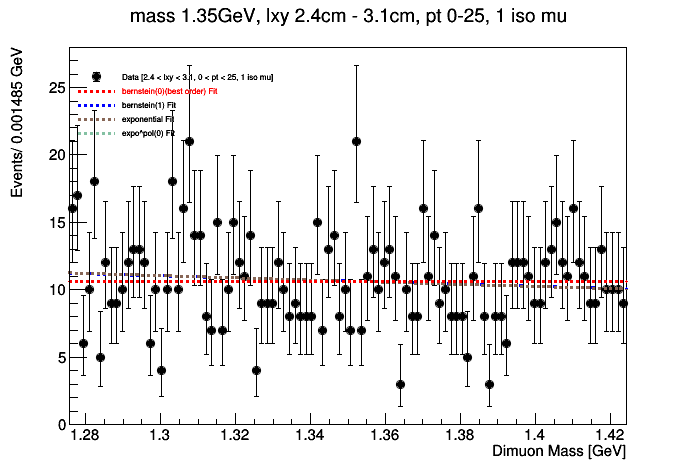 mass 1.35GeV, lxy 2.4cm - 3.1cm, pt 0-25, 1 iso mu
Events/ 0.001485 GeV
Data [2.4 < lxy < 3.1, 0 < pt < 25, 1 iso mu]
bernstein(0)(best order) Fit
bernstein(1) Fit
exponential Fit
expo^pol(0) Fit
25
20
15
10
5
0
1.28 1.3 1.32 1.34 1.36 1.38 1.4 1.42
Dimuon Mass [GeV]